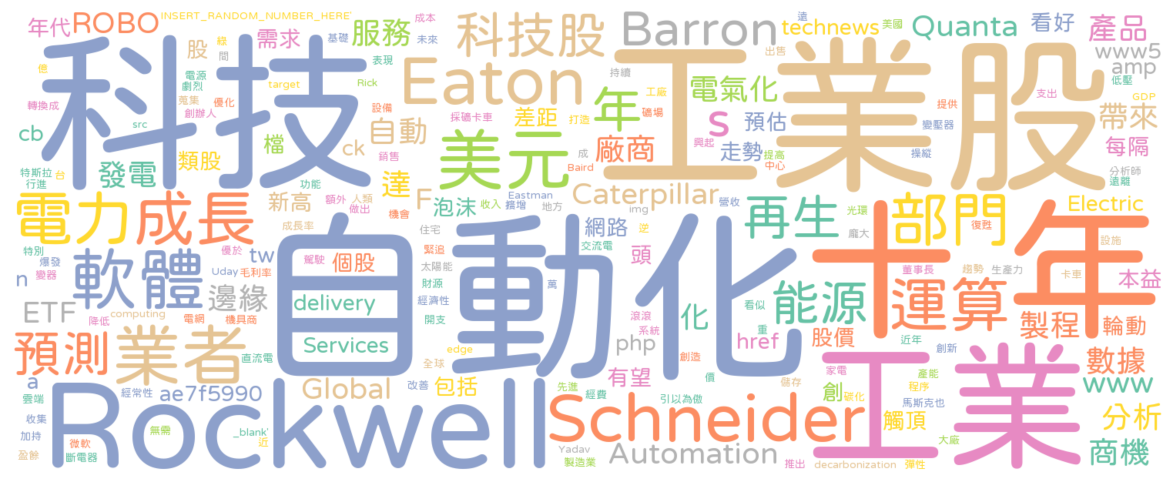 年代 ROBO INSERT_RANDOM_NUMBER_HERE 成本 遠 美國
科技 股 間 需求 基礎 未來 服務 科技股 Barron technews Quanta 看好 產品
億 綠 電源 劇烈 表現 Rick Eaton 工業股 出售 www5 amp
轉換成 蒐集 優化 target 持續 電氣化 低壓
創辦人 設備 工廠 提供 支出 GDP
cb src 檔 自動 採礦卡車 差距 打造 年 礦場 s 預估 變壓器 帶來
類股 ck 銷售 美元 成 廠商 興起 走勢 提高 中心 操縱 每隔
特斯拉 台 發電 行進 功能 達 F Baird 分析師 遠離
電力 成長 新高 額外 人類 泡沫 收入 Eastman Caterpillar 再生 光環 部門 Electric
做出 機會 擴增 地方 營收 龐大 復甦 十年
特別 優於 成長率 住宅 img 網路 逆 設施
爆發 軟體 tw 駕駛 個股 緊追 交流電 頭 董事長 趨勢 生產力
n 變器 Uday 毛利率 自動化 太陽能 財源 萬 卡車 本益
ETF 邊緣 delivery 經濟性 滾滾 化 看似 能源 運算 製程 輪動
降低 computing 電網 機具商 開支 系統 重 股價 近年 創新
預測 業者 直流電 Services 全球 edge php 創造 href 工業 數據
a 雲端 經常性 ae7f5990 Global 改善 包括 先進 經費 有望 價 儲存 家電 創 碳化 產能 程序 www
收集 加持 無需 _blank' 近 Rockwell 引以為傲 Schneider 馬斯克也 觸頂 分析
盈餘 微軟 斷電器 Yadav 製造業 Automation 推出 decarbonization 彈性 大廠 商機